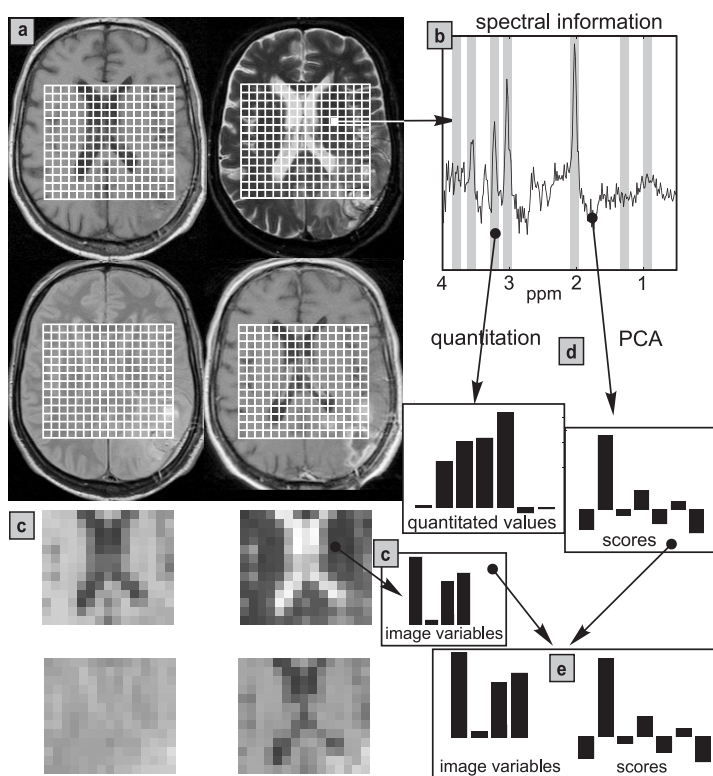 a
spectral information
b
4 3 2 1
ppm
quantitation
d
PCA
quantitated values
scores
c
c
image variables
e
image variables
scores